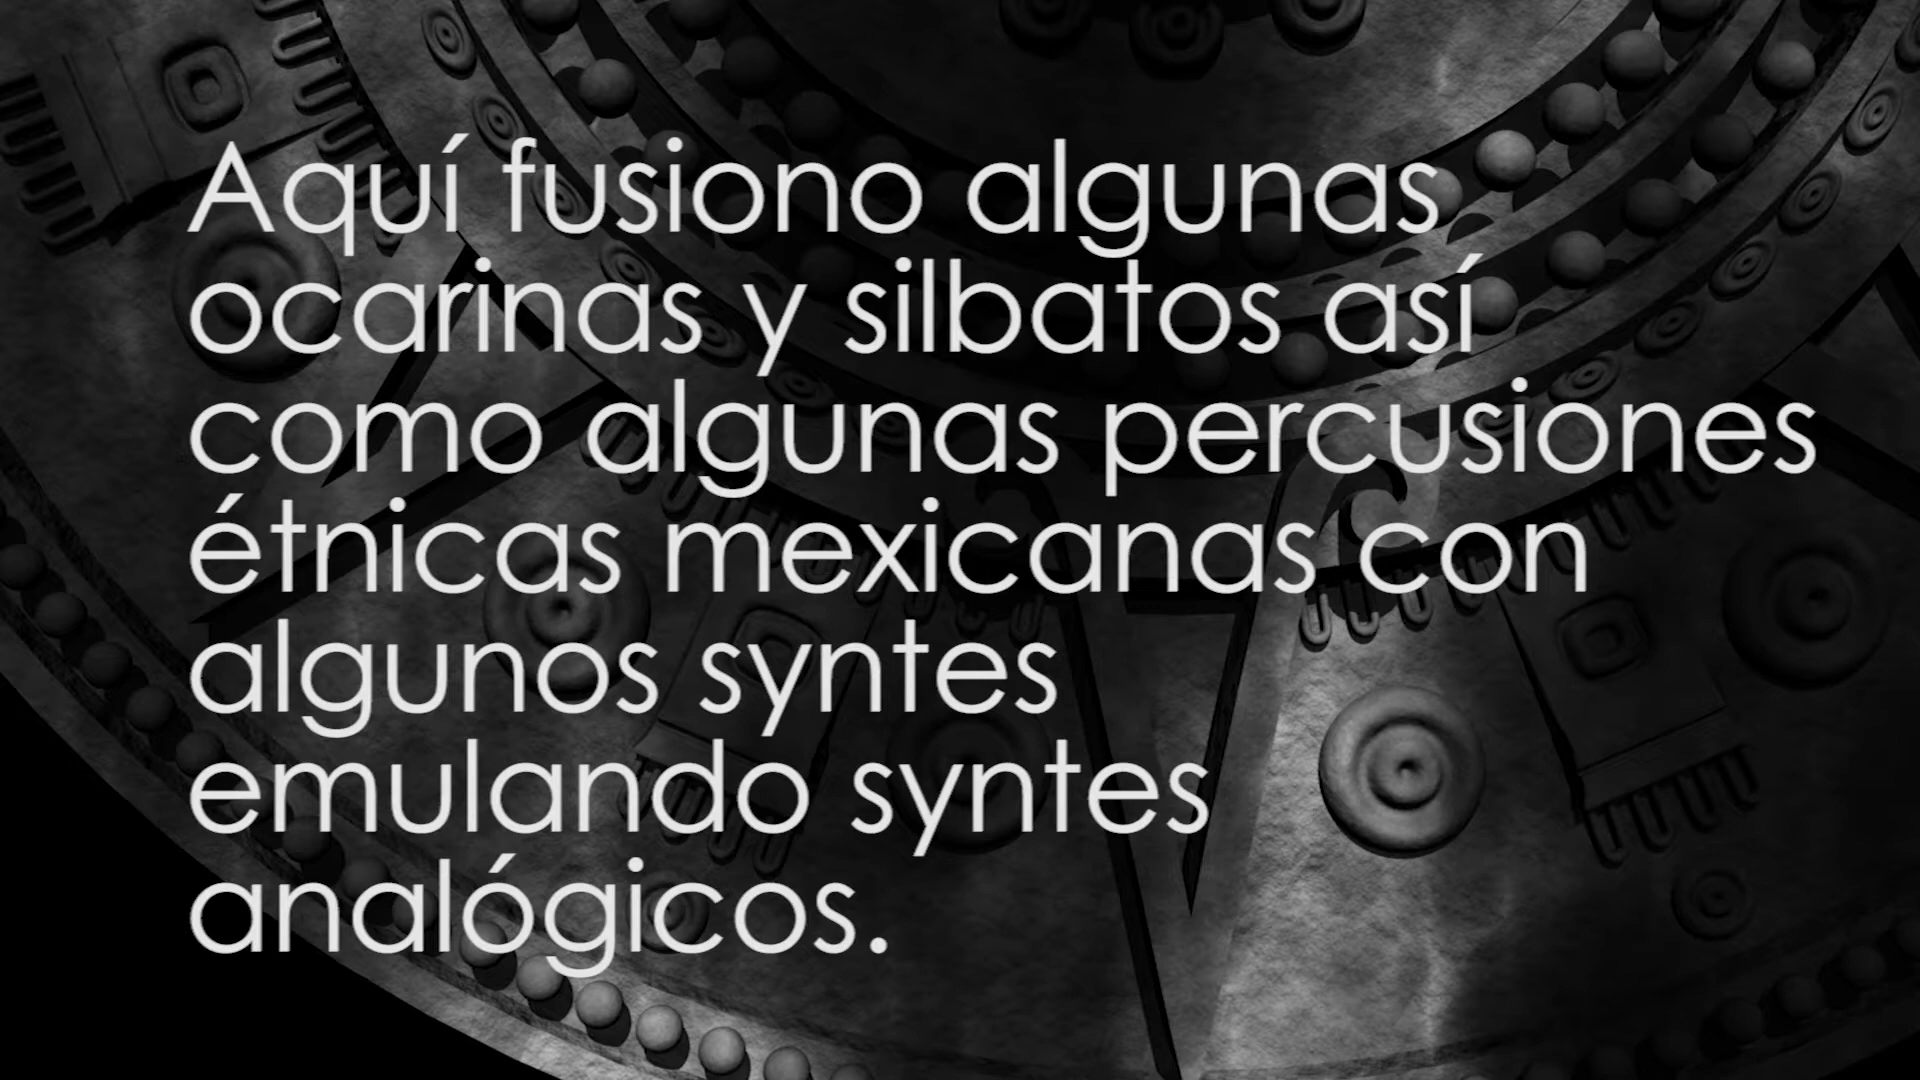 Aquí fusiono algunas
ocarinas y silbatos así
como algunas percusiones
étnicas mexicanas con
algunos syntes
emulando syntes
analógicos.